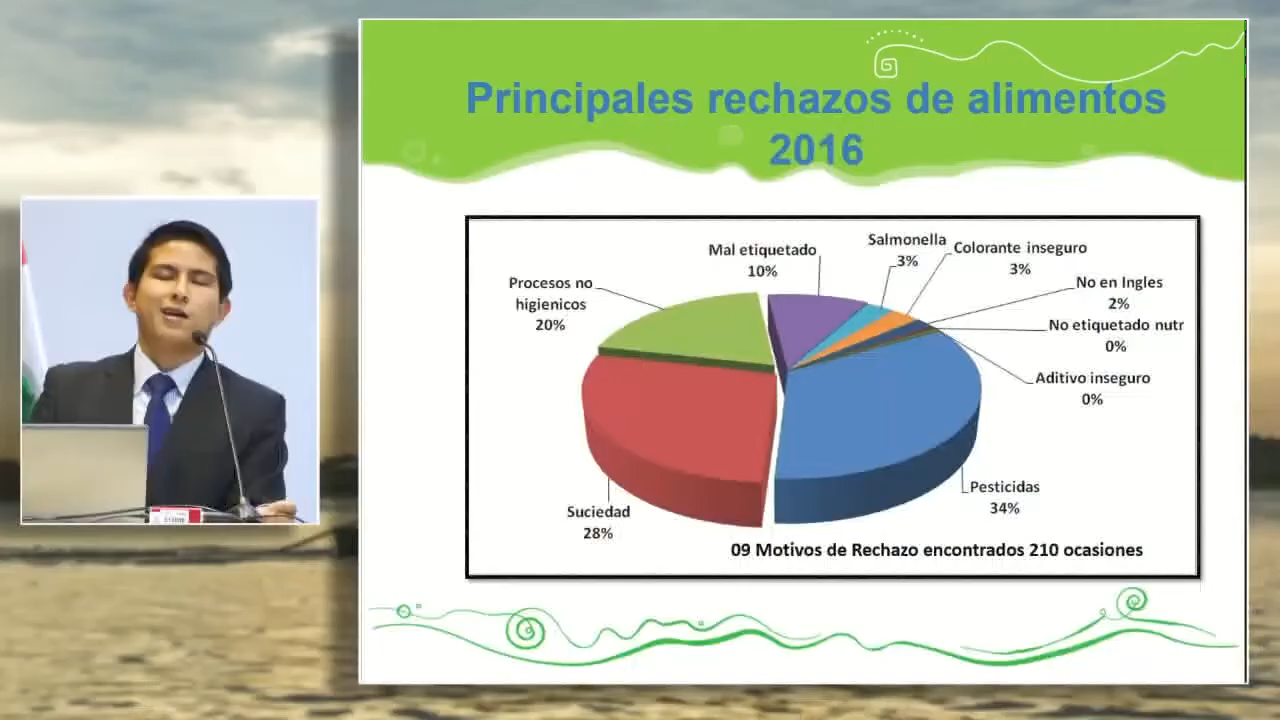 Principales rechazos de alimentos
2016
Mal etiquetado
10%
Salmonella
3%
Colorante inseguro
3%
Procesos no
higienicos
20%
No en Ingles
2%
No etiquetado nutr
0%
Aditivo inseguro
0%
Pesticidas
34%
Suciedad
28%
09 Motivos de Rechazo encontrados 210 ocasiones